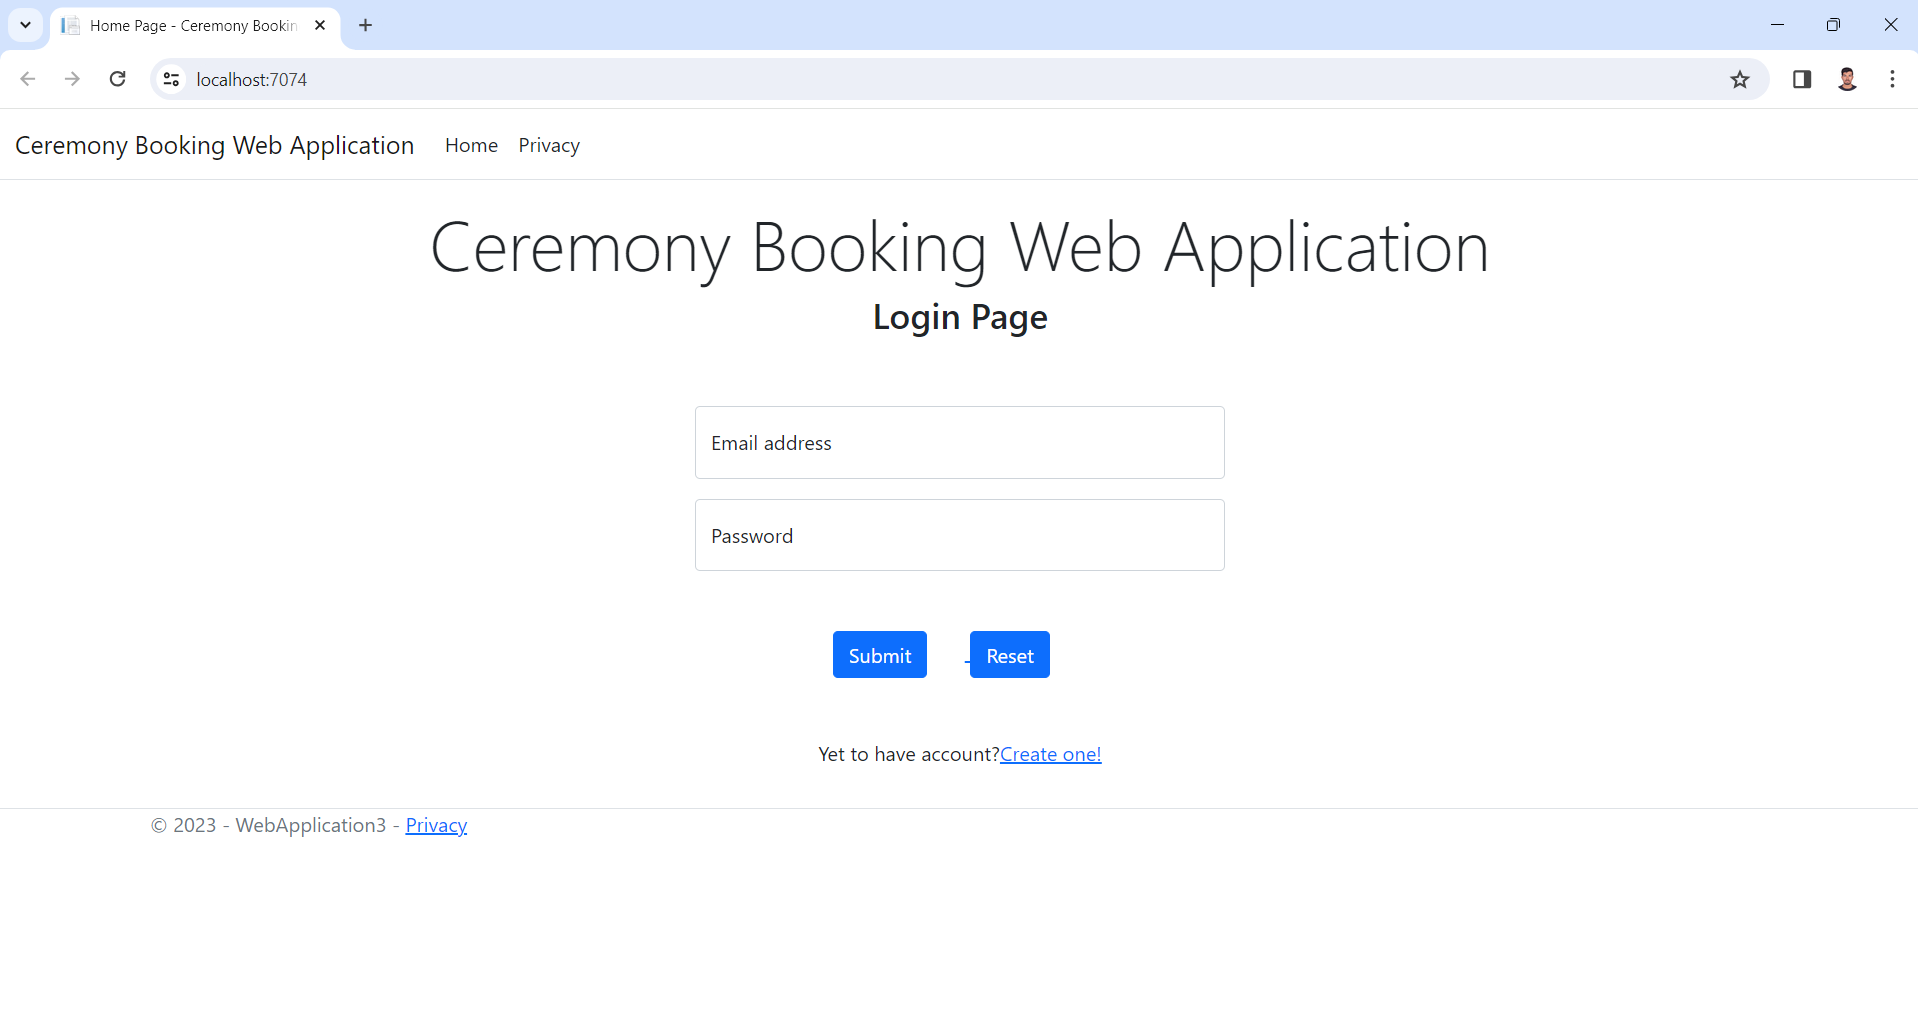 Home Page - Ceremony Bookin
localhost:7074
Ceremony Booking Web Application Home Privacy
Ceremony Booking Web Application
Login Page
Email address
Password
Submit Reset
Yet to have account?Create one!
© 2023 - WebApplication3 - Privacy